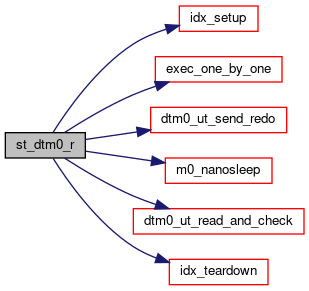 idx_setup
exec_one_by_one
dtm0_ut_send_redo
st_dtm0_r
m0_nanosleep
dtm0_ut_read_and_check
idx_teardown